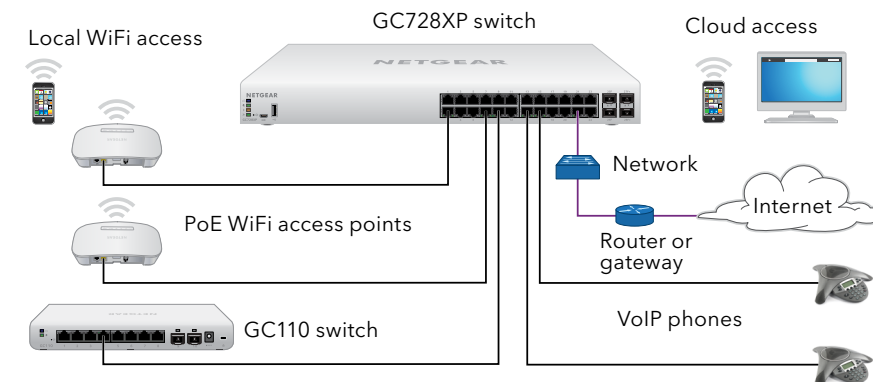 GC728XP switch
Local WiFi access
Cloud access
NETGEAR
NETGEAR
Network
Internet
PoE WiFi access points
Router or
gateway
GC110 switch
VoIP phones